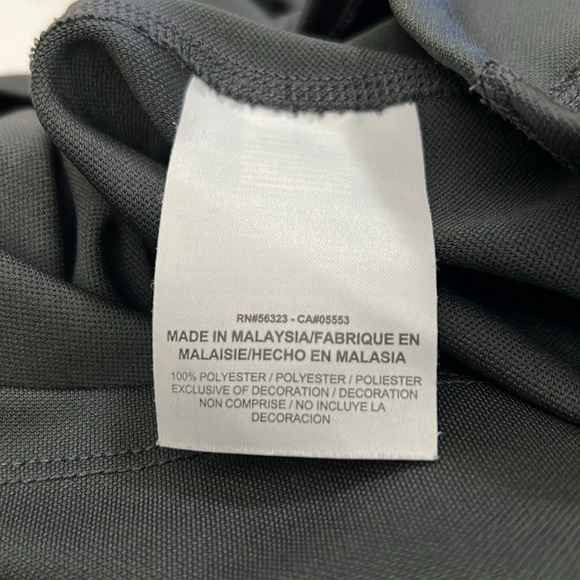 RN#56323 - CA#05553
MADE IN MALAYSIA/FABRIQUE EN
MALAISIE/HECHO EN MALASIA
100% POLYESTER / POLYESTER / POLIESTER
EXCLUSIVE OF DECORATION / DECORATION
NON COMPRISE / NO INCLUYE LA
DECORACION